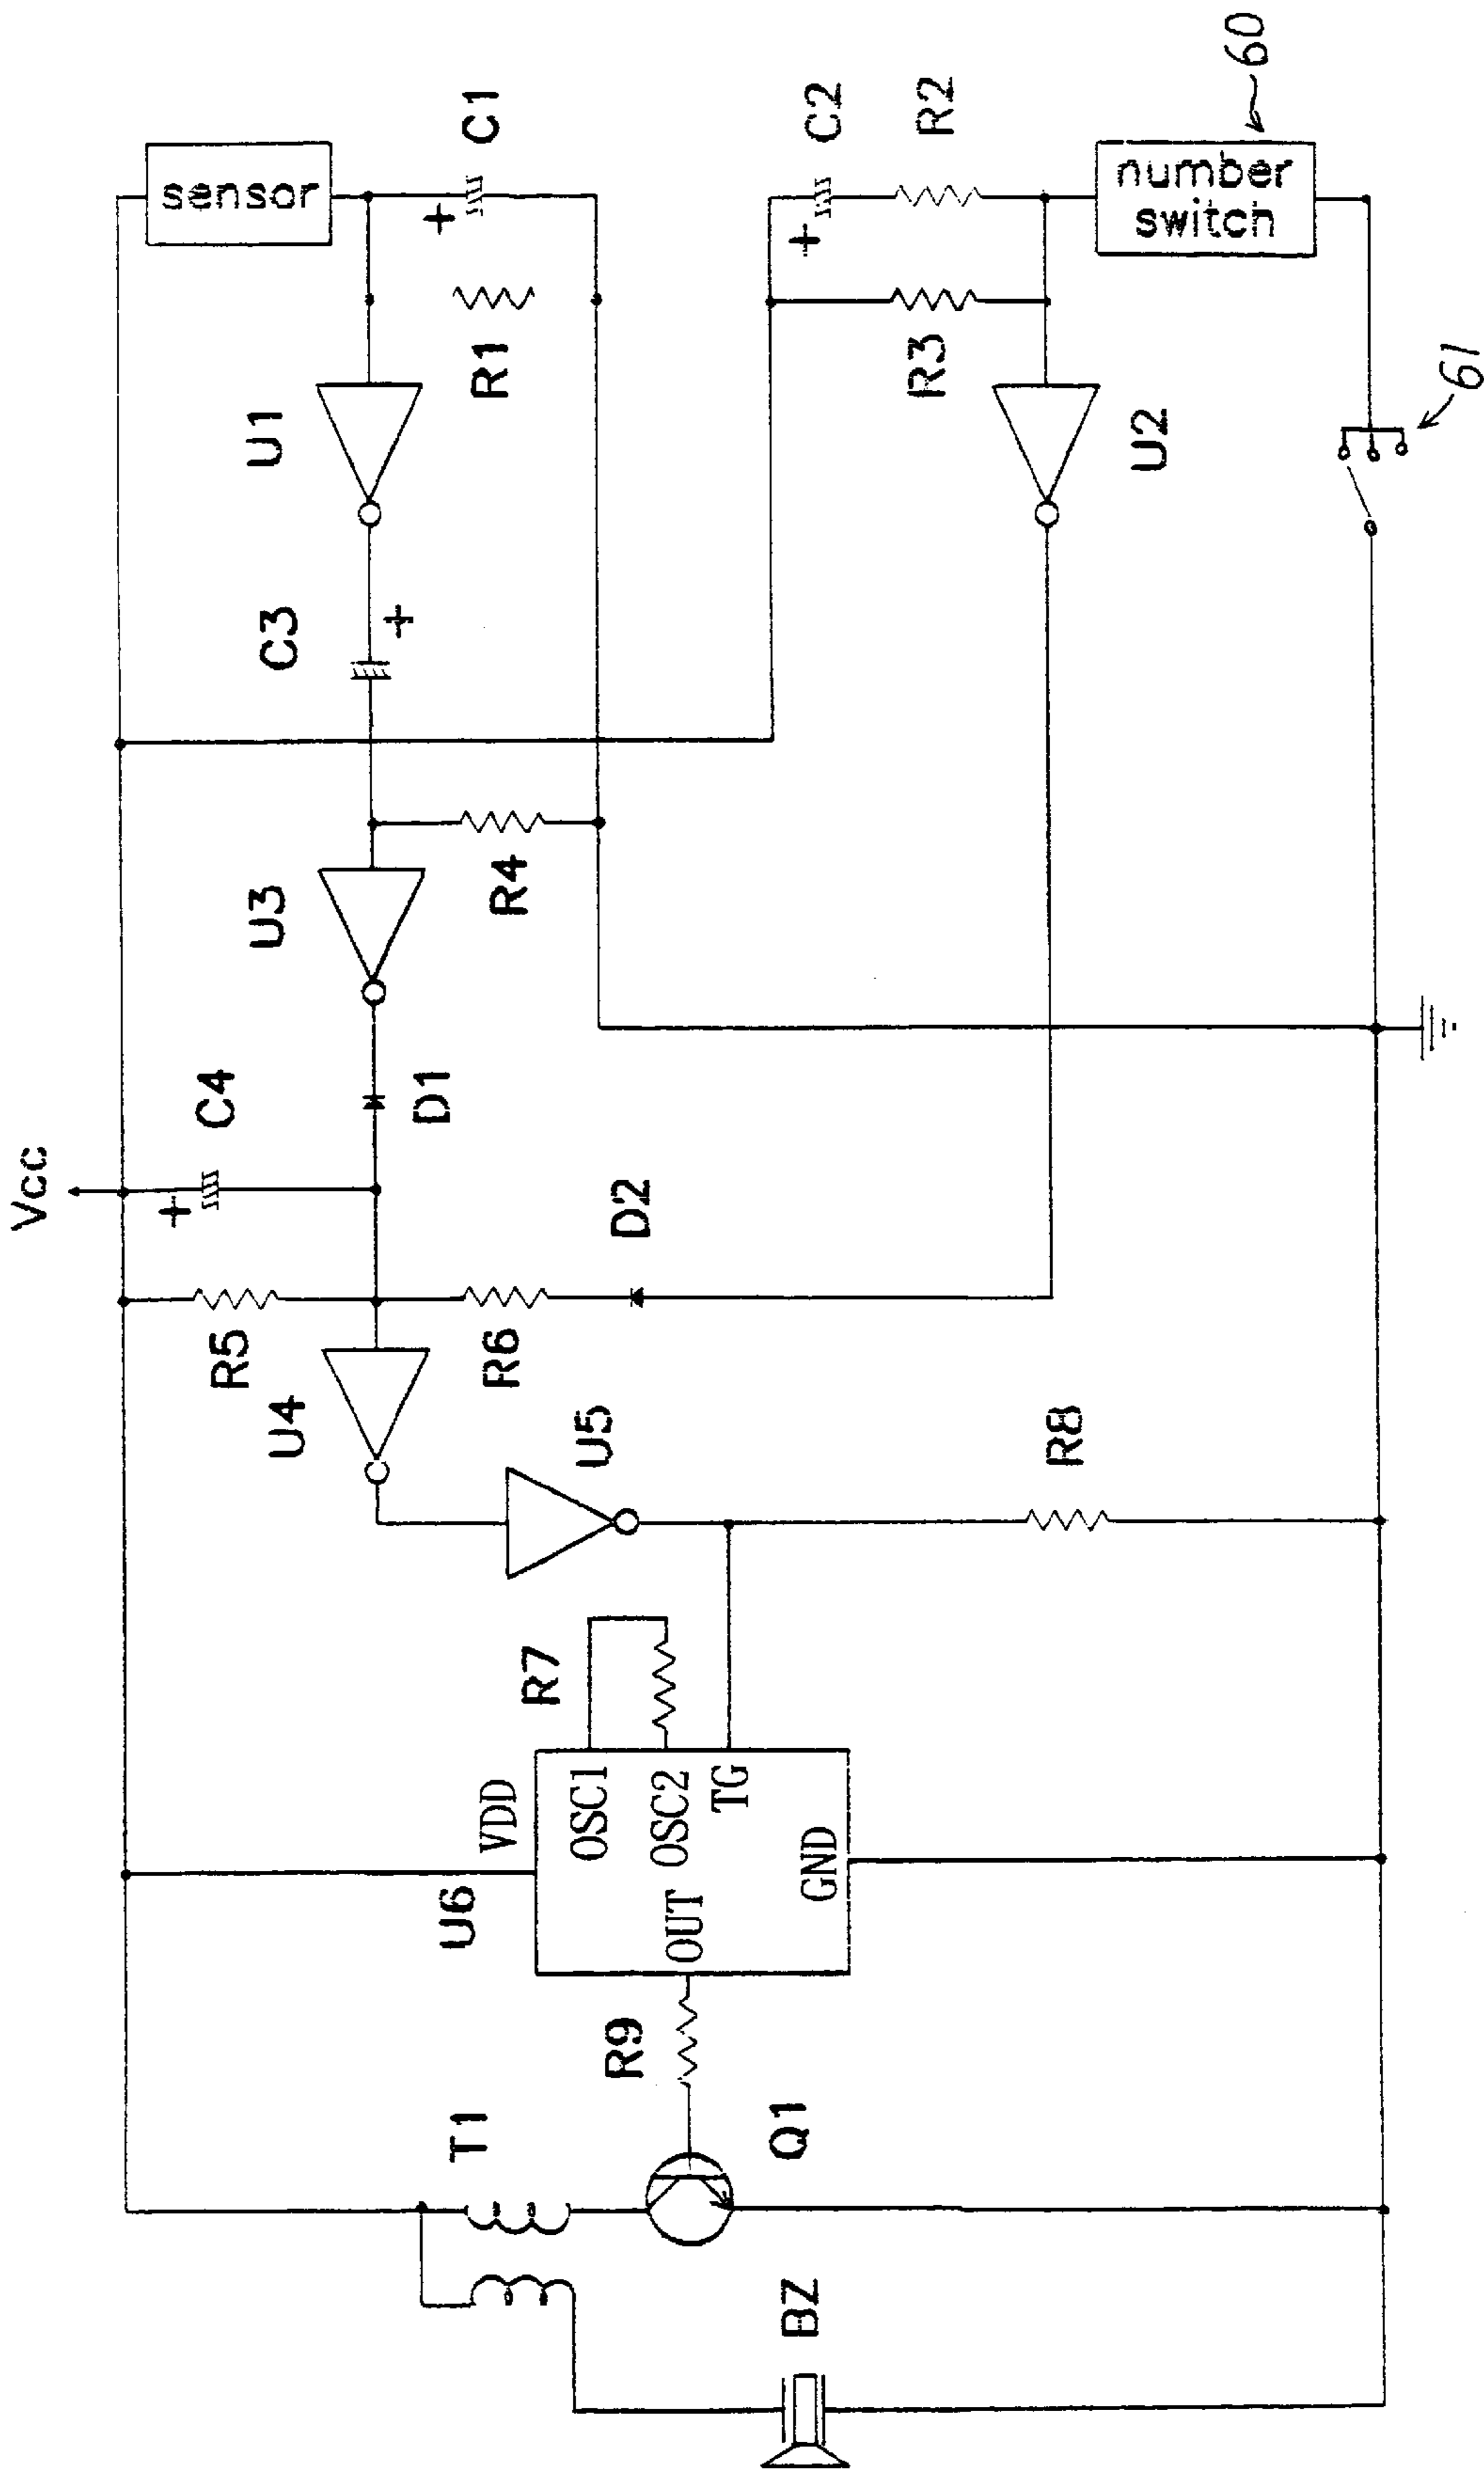 Vcc
sensor
C1
C2
R2
number
switch
60
R1
R3
U1
U2
61
C3
U3
R4
C4
D1
D2
R5
R6
U4
U5
R8
R7
VDD
OSC1
OSC2
TG
U6
OUT
GND
R9
T1
Q1
BZ
+
+
+
+